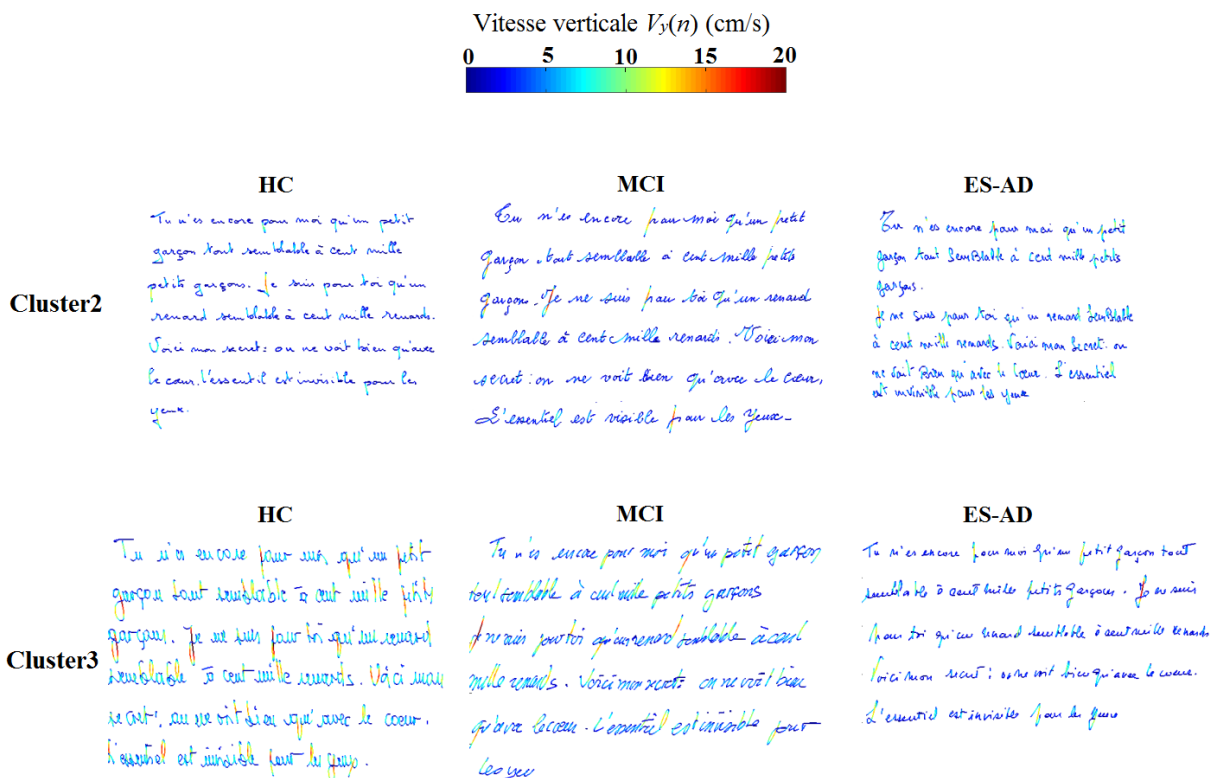 Vitesse verticale Vy(n) (cm/s)
0 5 10 15 20
HC MCI ES-AD
Cluster2
Tu n'es encore pour moi qu'un petit
garçon tout semblable à cent mille
petits garçons. Je suis pour toi qu'un
renard semblable à cent mille renards.
Voici mon secret: on ne voit bien qu'avec
le cœur. l'essentiel est invisible pour les
yeux.
Tu n'es encore pour moi qu'un petit
garçon tout semblable à cent mille petits
garçons. Je ne suis pour toi qu'un renard
semblable à cent mille renards. Voici mon
secret: on ne voit bien qu'avec le cœur,
L'essentiel est visible pour les yeux-
Tu n'es encore pour moi qu'un petit
garçon tout SemBlable à cent mille petits
garçons.
Je ne suis pour toi qu'un renard SemBlable
à cent mille renards. Voici mon Secret. on
ne voit Bien qu'avec le cœur. L'essentiel
est invisible pour les yeux
HC MCI ES-AD
Cluster3
Tu n'es encore pour moi qu'un petit
garçon tout semblable à cent mille petits
garçons. Je ne suis pour toi qu'un renard
semblable à cent mille renards. Voici mon
secret, on ne voit bien qu'avec le coeur.
l'essentiel est invisible pour les yeux.
Tu n'es encore pour moi qu'un petit garçon
tout semblable à cent mille petits garçons
pour toi qu'un renard semblable à cent
mille renards. Voici mon secret: on ne voit bien
qu'avec le cœur. L'essentiel est invisible pour
les yeux
Tu n'es encore pour moi qu'un petit garçon tout
semblable à cent milles petits garçons. Je suis
pour toi qu'un renard semblable à cent mille renards
Voici mon secret: on ne voit bien qu'avec le coeur.
L'essentiel est invisible pour les yeux